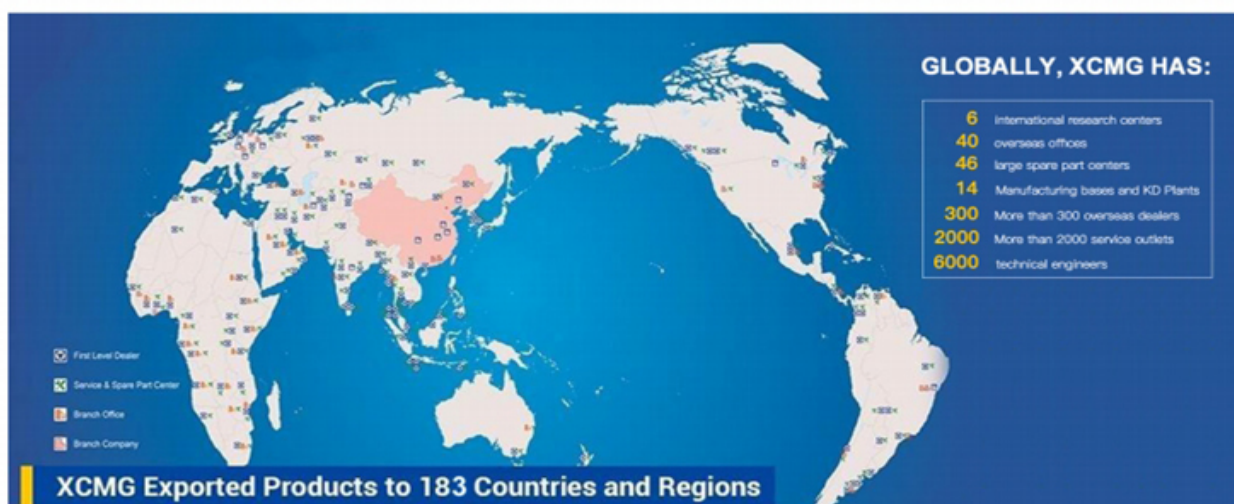 GLOBALLY, XCMG HAS:
6 international research centers
40 overseas offices
46 large spare part centers
14 Manufacturing bases and KD Plants
300 More than 300 overseas dealers
2000 More than 2000 service outlets
6000 technical engineers
First Level Dealer
Service & Spare Part Center
Branch Office
Branch Company
XCMG Exported Products to 183 Countries and Regions